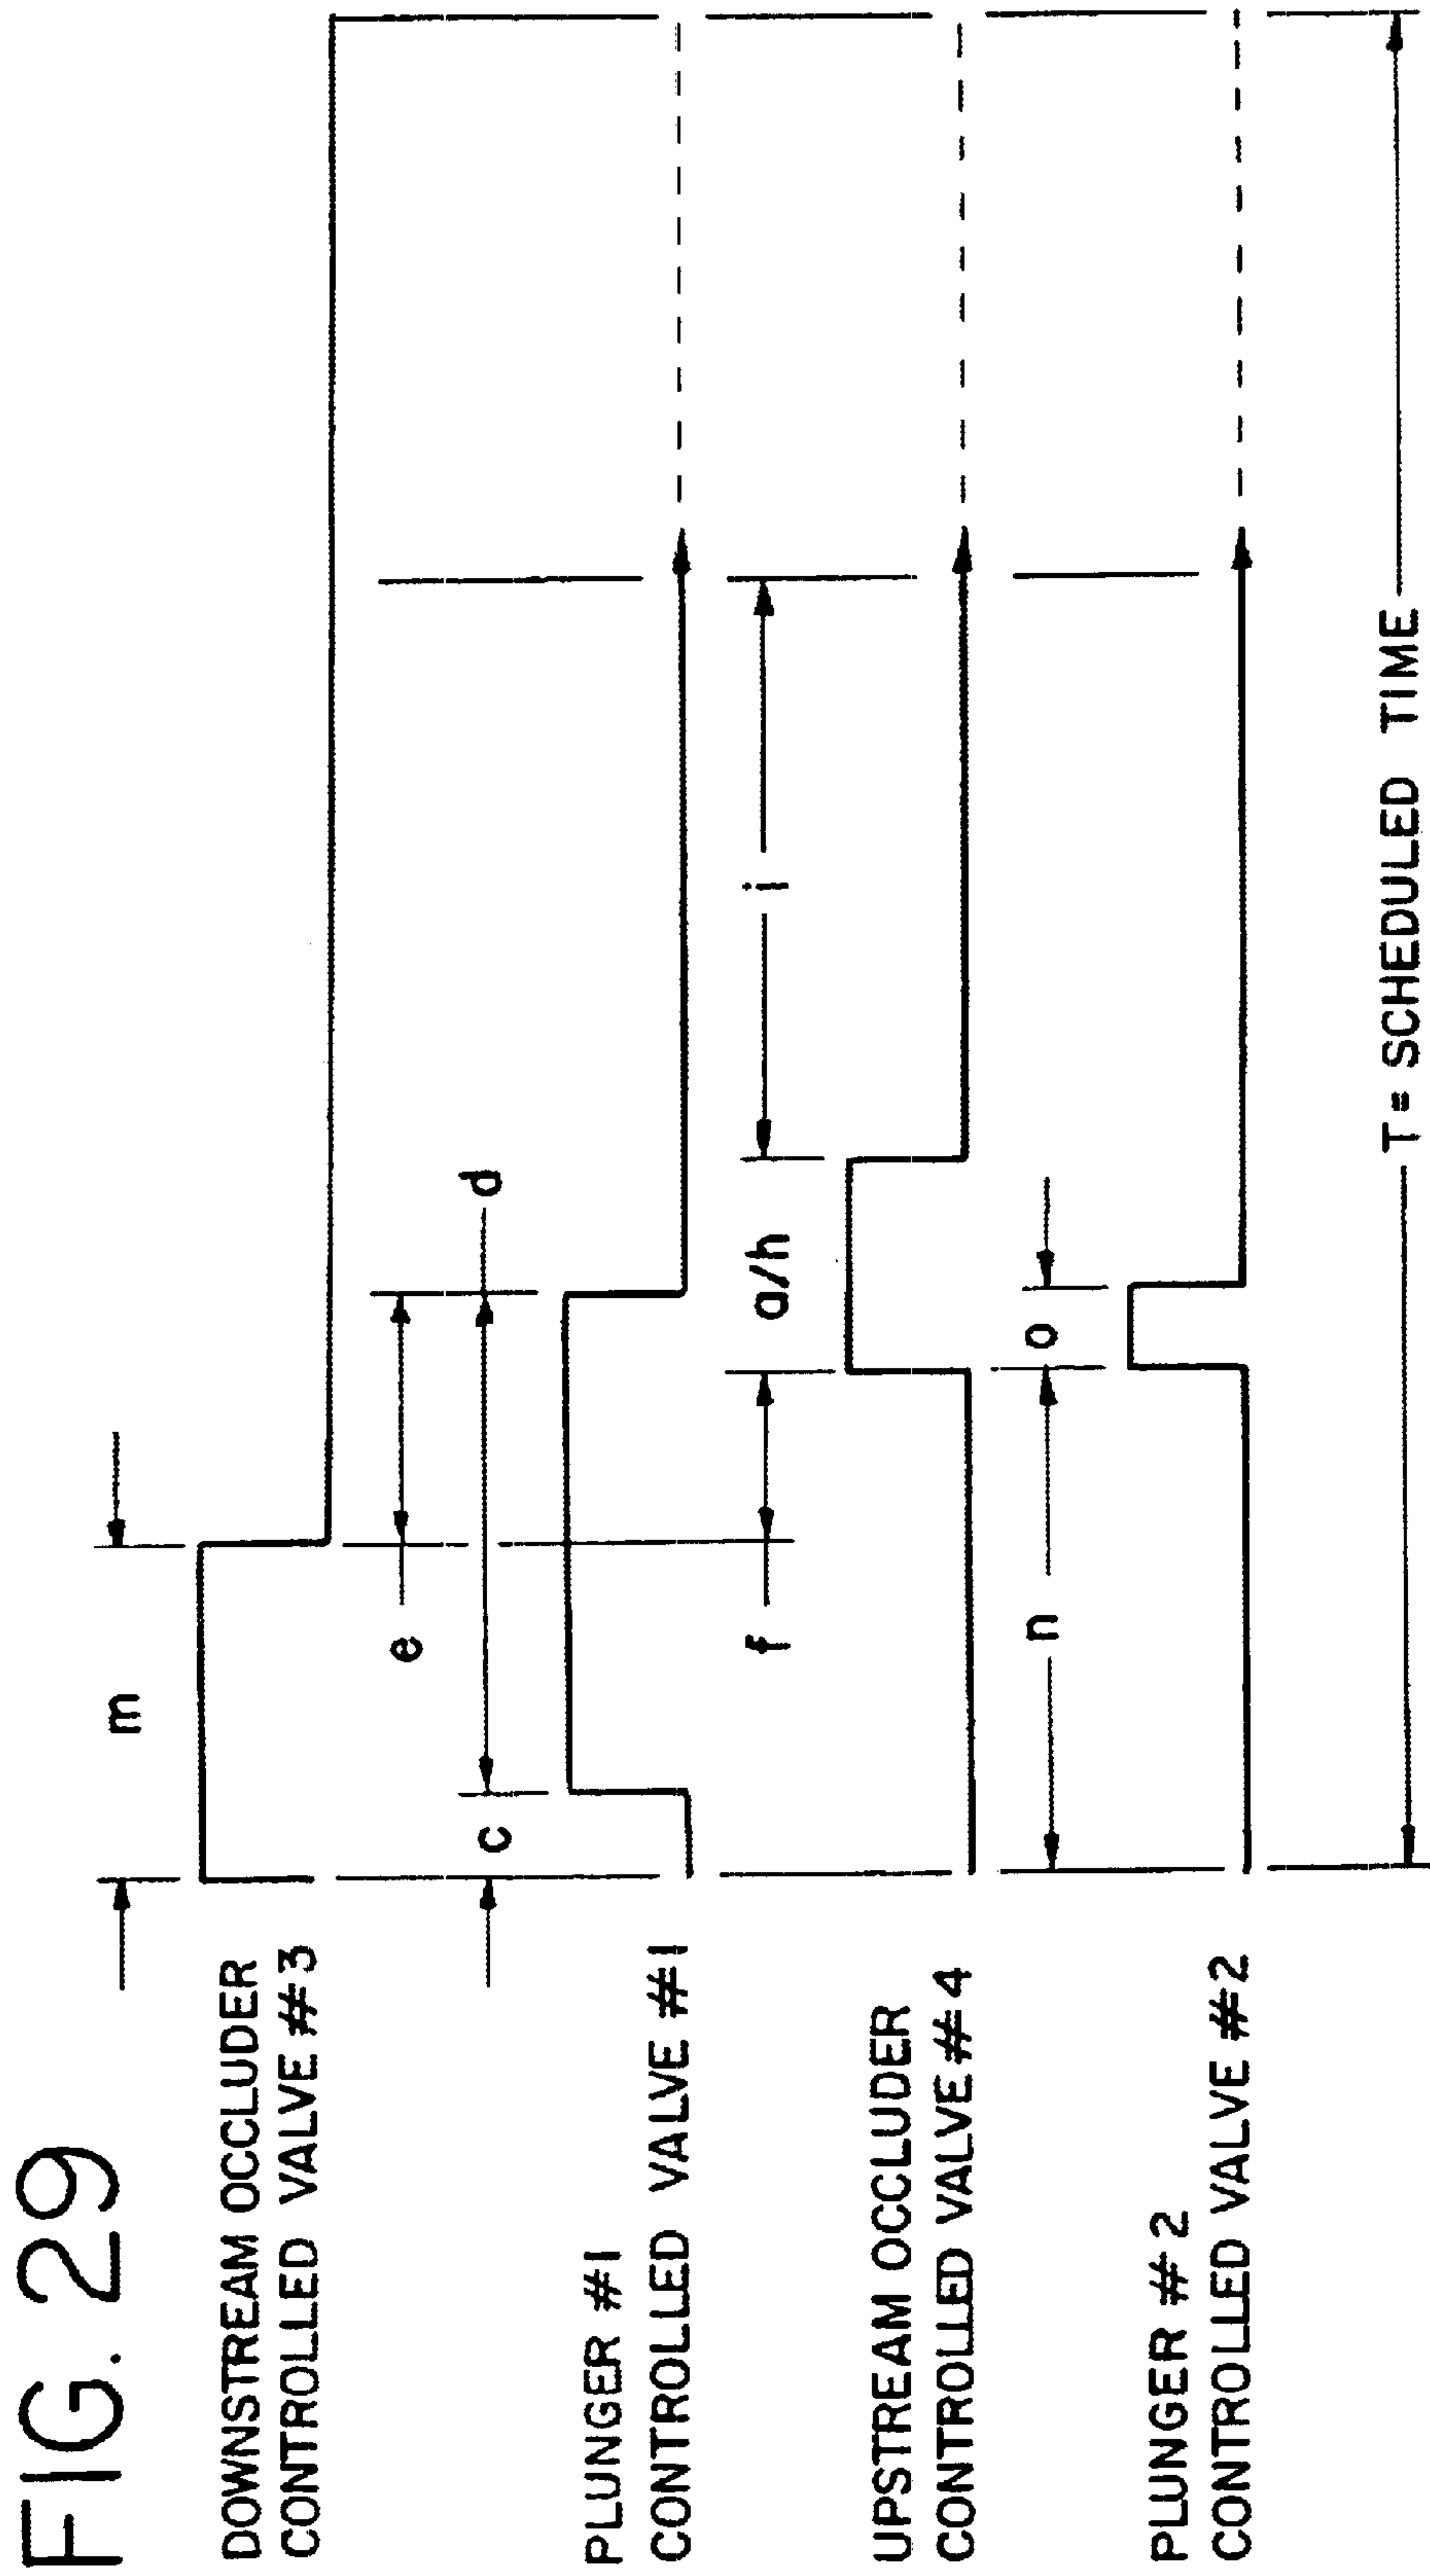 FIG. 29
m
DOWNSTREAM OCCLUDER
CONTROLLED VALVE #3
e
d
c
PLUNGER #1
CONTROLLED VALVE #1
f
a/h
i
UPSTREAM OCCLUDER
CONTROLLED VALVE #4
n
o
PLUNGER #2
CONTROLLED VALVE #2
T = SCHEDULED TIME